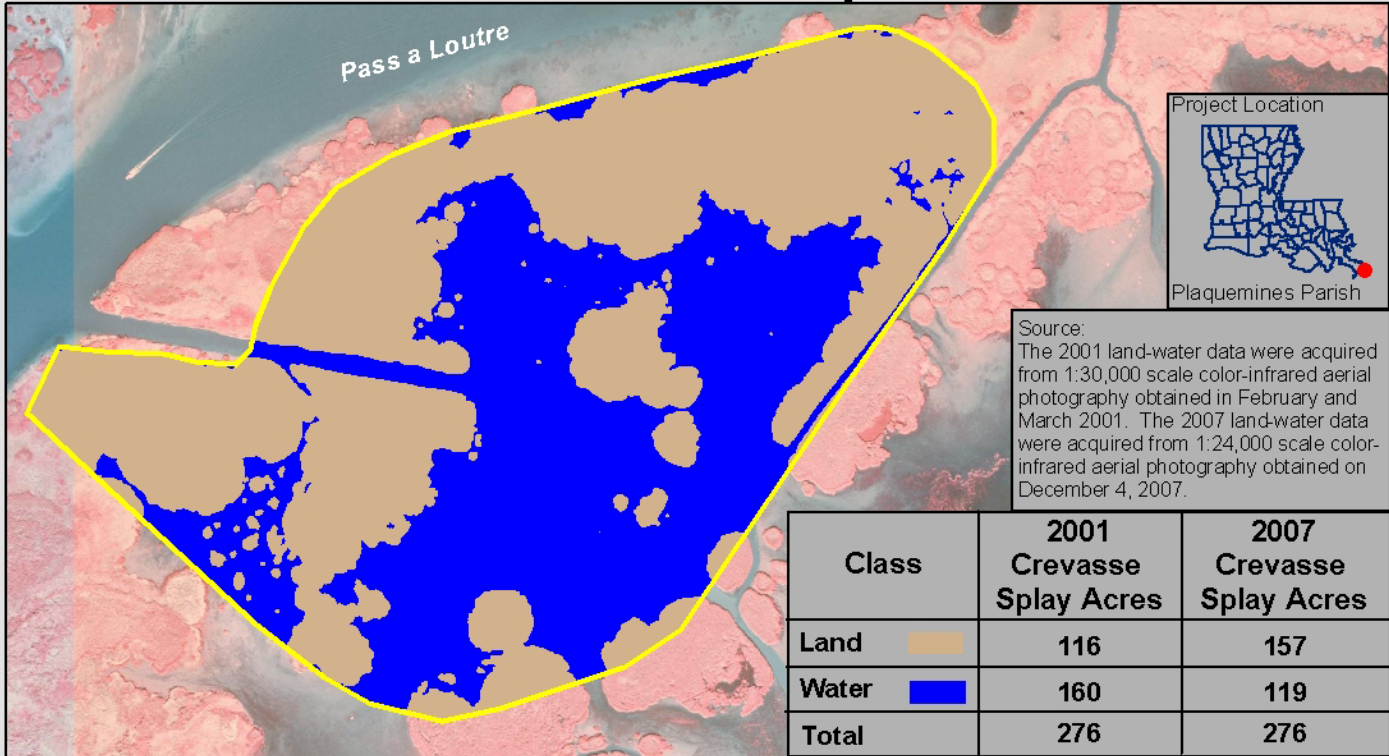 Pass a Loutre
Project Location
Plaquemines Parish
Source:
The 2001 land-water data were acquired
from 1:30,000 scale color-infrared aerial
photography obtained in February and
March 2001.  The 2007 land-water data
were acquired from 1:24,000 scale color-
infrared aerial photography obtained on
December 4, 2007.
Class
2001
Crevasse
Splay Acres
2007
Crevasse
Splay Acres
Land 116 157
Water 160 119
Total 276 276